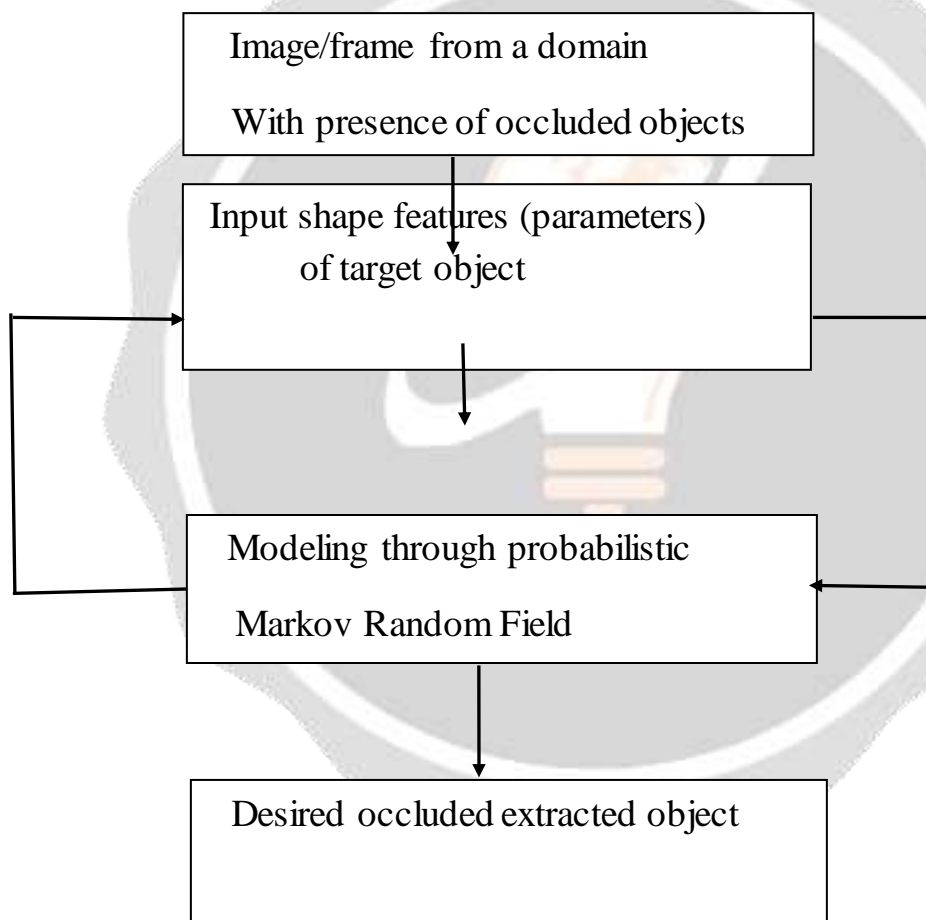 Image/frame from a domain
With presence of occluded objects
Input shape features (parameters)
of target object
Modeling through probabilistic
Markov Random Field
Desired occluded extracted object